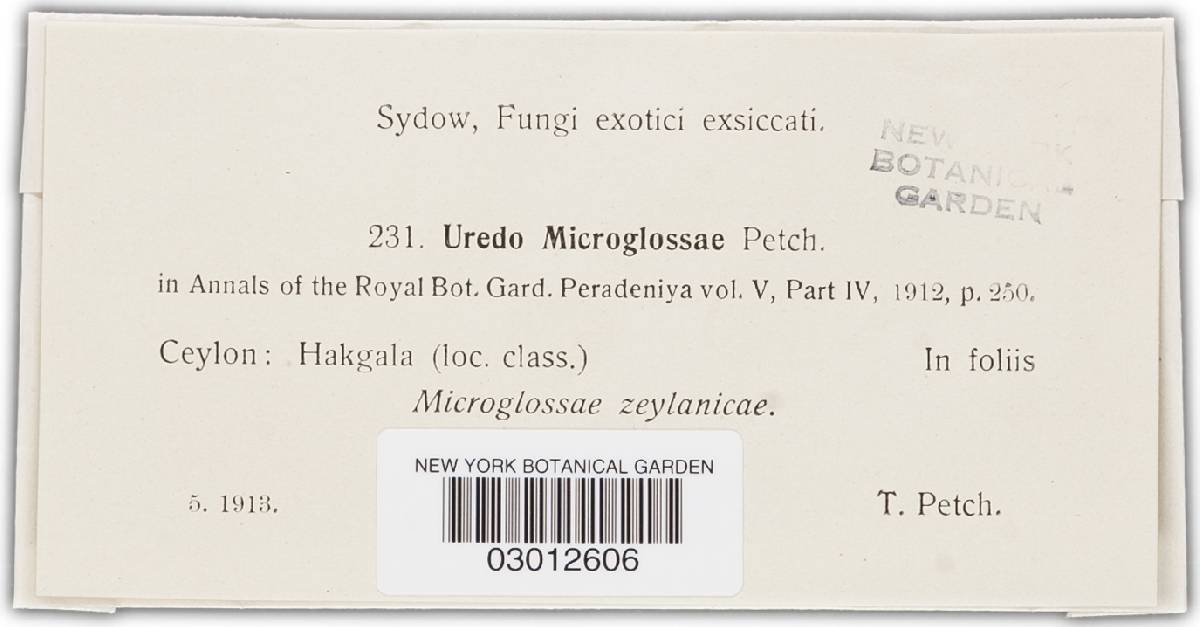 Sydow, Fungi exotici exsiccati.
NEW YORK
BOTANICAL
GARDEN
231. Uredo Microglossae Petch.
in Annals of the Royal Bot. Gard. Peradeniya vol. V, Part IV, 1912, p. 250.
Ceylon: Hakgala (loc. class.) In foliis
Microglossae zeylanicae.
NEW YORK BOTANICAL GARDEN
03012606
5. 1913. T. Petch.